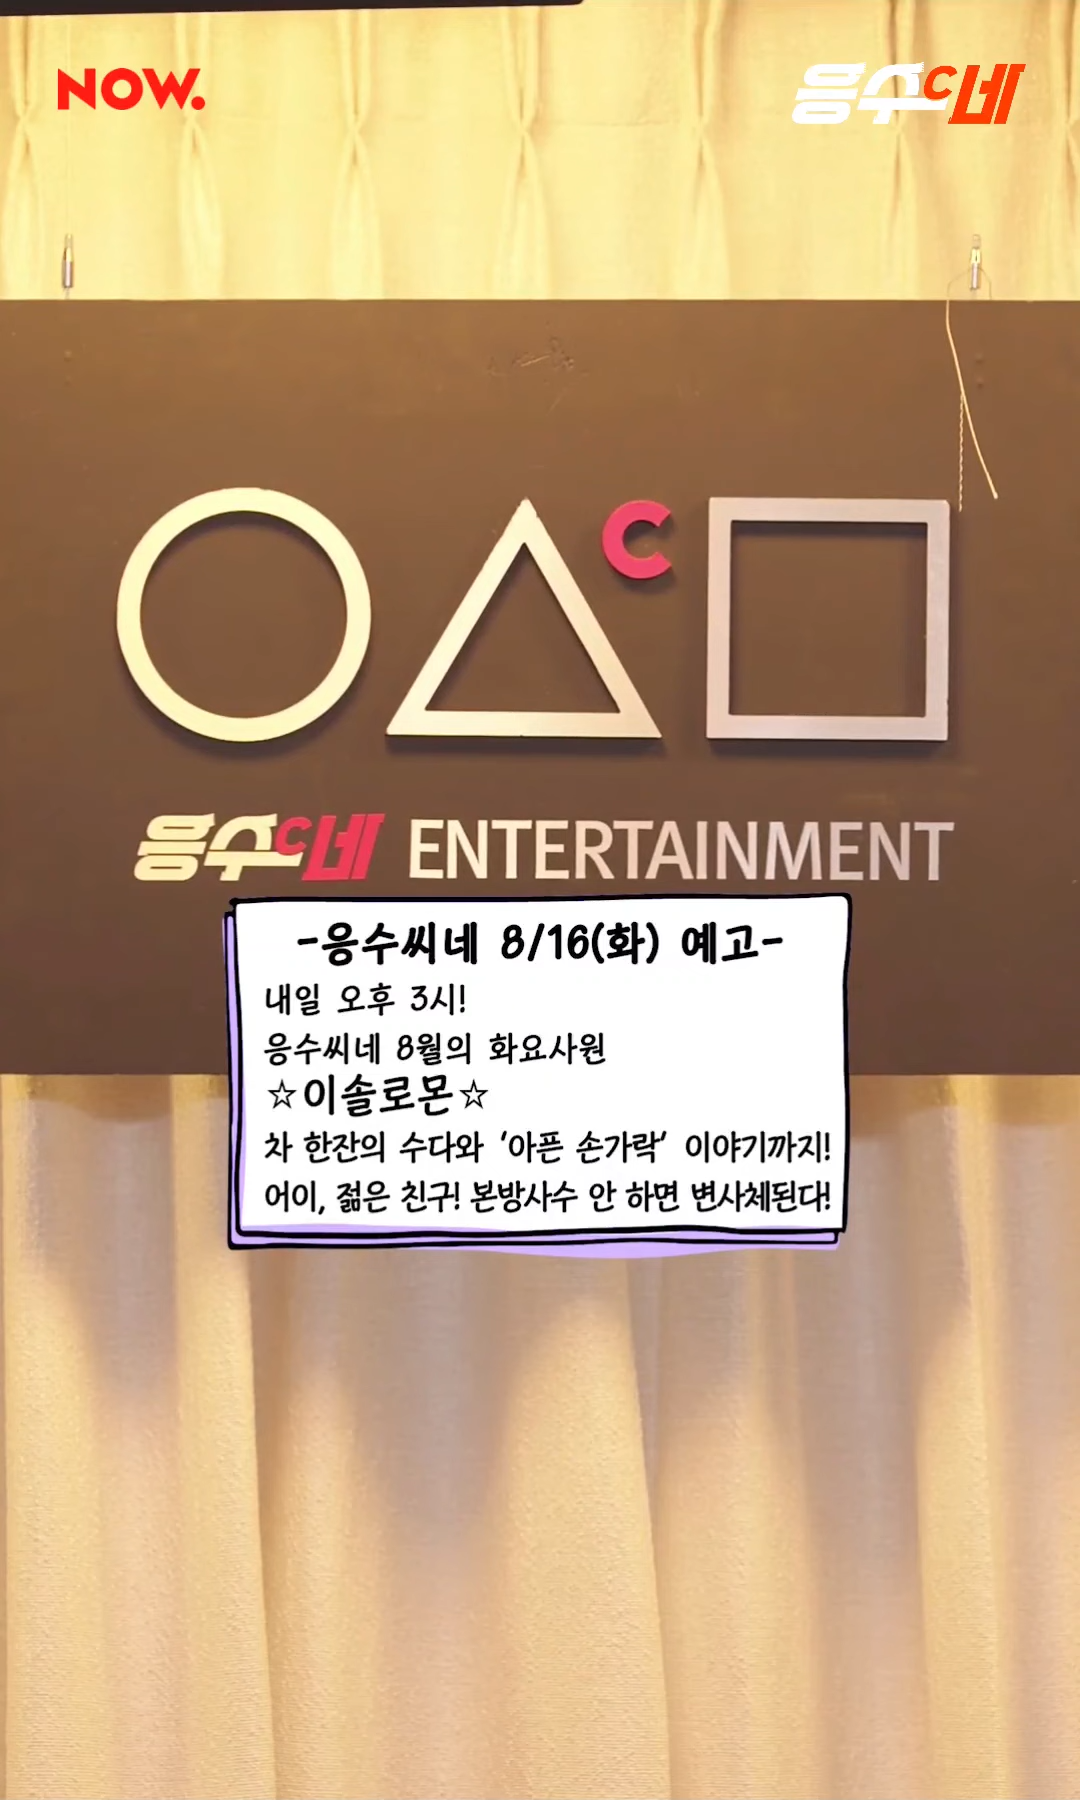 NOW.
응수C네
C
응수C네 ENTERTAINMENT
-응수씨네 8/16(화) 예고-
내일 오후 3시!
응수씨네 8월의 화요사원
☆이솔로몬☆
차 한잔의 수다와 '아픈 손가락' 이야기까지!
어이, 젊은 친구! 본방사수 안 하면 변사체된다!